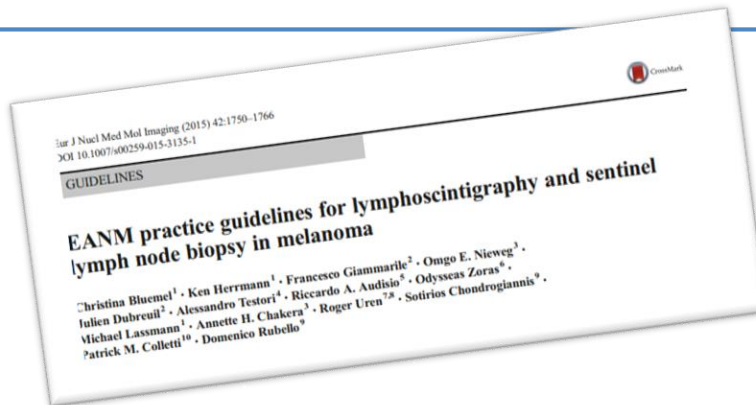 Eur J Nucl Med Mol Imaging (2015) 42:1750–1766
DOI 10.1007/s00259-015-3135-1
CrossMark
GUIDELINES
EANM practice guidelines for lymphoscintigraphy and sentinel
lymph node biopsy in melanoma
Christina Bluemel1 · Ken Herrmann1 · Francesco Giammarile2 · Omgo E. Nieweg3 ·
Julien Dubreuil2 · Alessandro Testori4 · Riccardo A. Audisio5 · Odysseas Zoras6 ·
Michael Lassmann1 · Annette H. Chakera3 · Roger Uren7,8 · Sotirios Chondrogiannis9 ·
Patrick M. Colletti10 · Domenico Rubello9